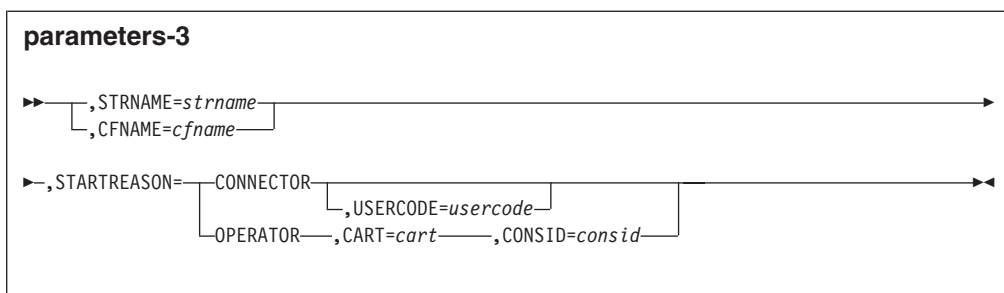 parameters-3
,STRNAME=strname
,CFNAME=cfname
,STARTREASON= CONNECTOR
,USERCODE=usercode
OPERATOR ,CART=cart ,CONSID=consid